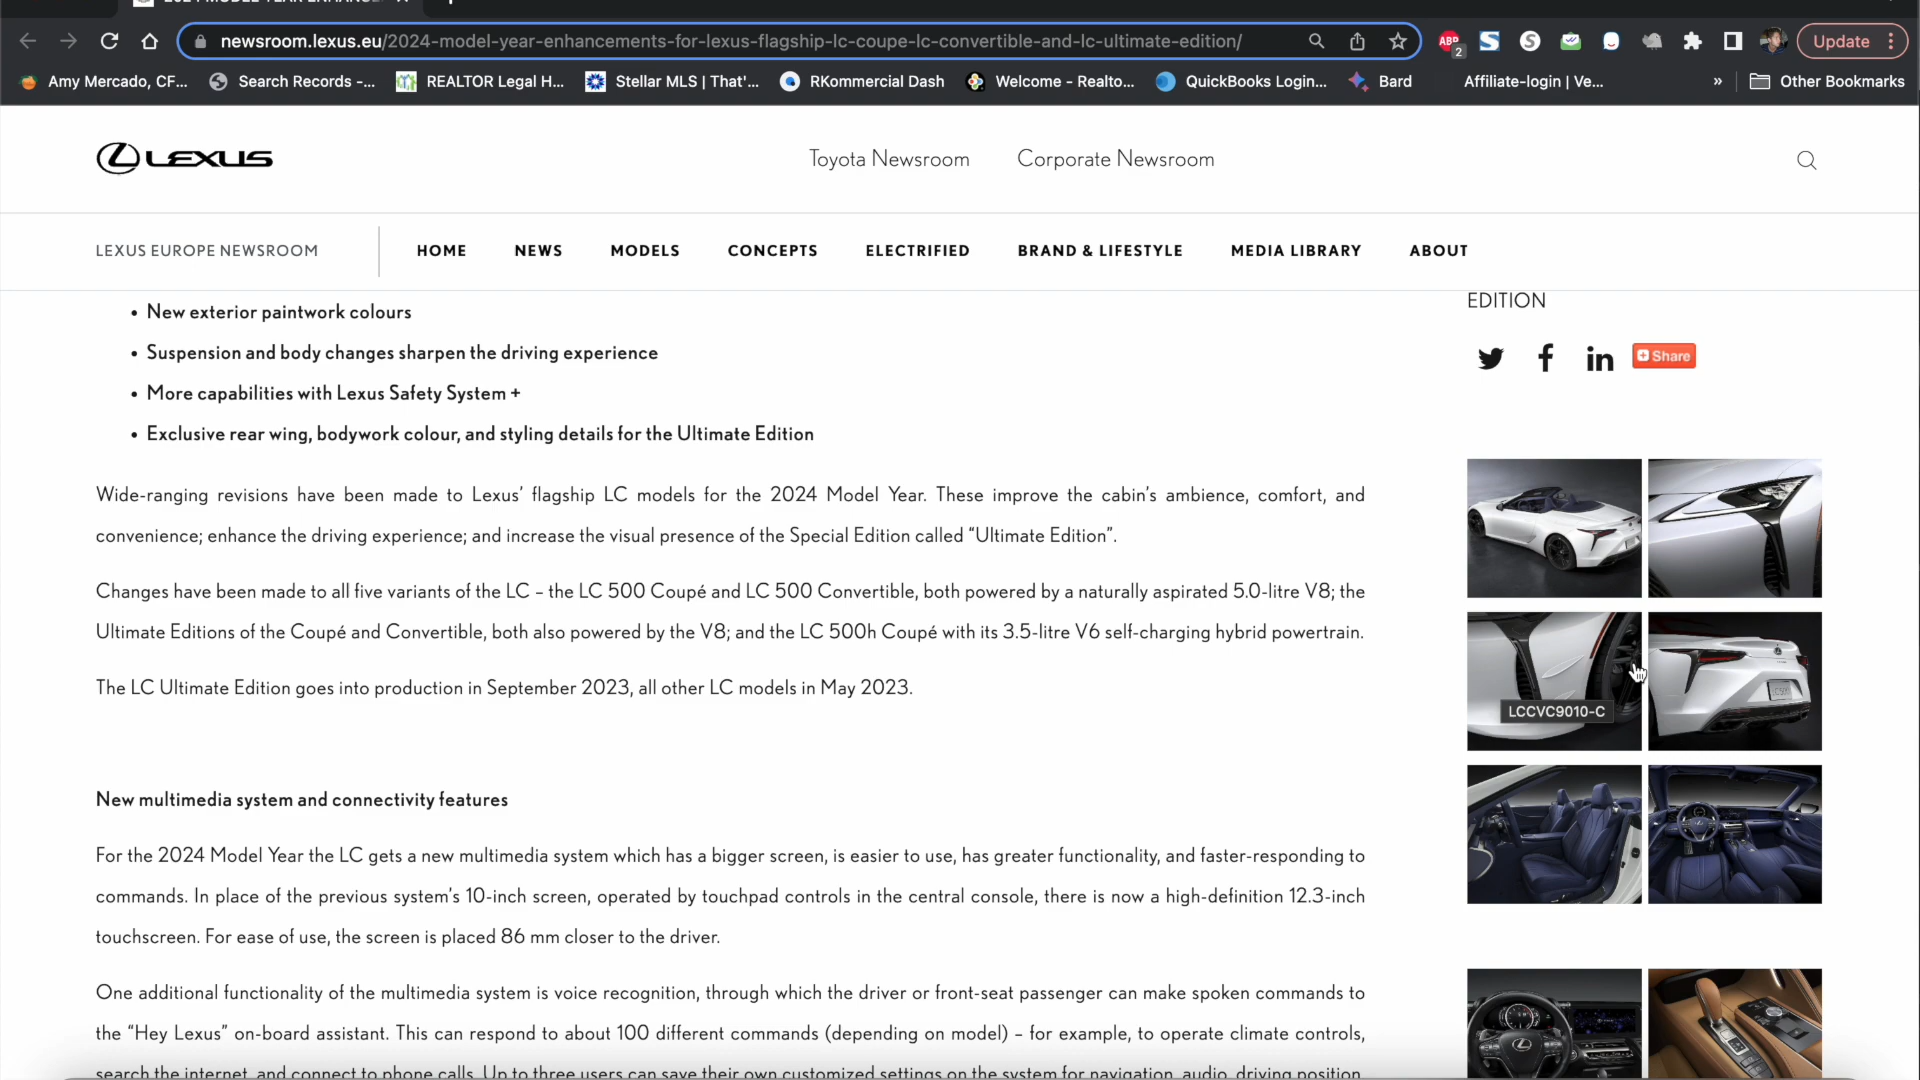 newsroom.lexus.eu/2024-model-year-enhancements-for-lexus-flagship-lc-coupe-lc-convertible-and-lc-ultimate-edition/
ABP
2
Update
Amy Mercado, CF...
Search Records -...
REALTOR Legal H...
Stellar MLS | That'...
RKommercial Dash
Welcome - Realto...
QuickBooks Login...
Bard
Affiliate-login | Ve...
»
Other Bookmarks
LEXUS
Toyota Newsroom
Corporate Newsroom
LEXUS EUROPE NEWSROOM
HOME
NEWS
MODELS
CONCEPTS
ELECTRIFIED
BRAND & LIFESTYLE
MEDIA LIBRARY
ABOUT
• New exterior paintwork colours
• Suspension and body changes sharpen the driving experience
• More capabilities with Lexus Safety System +
• Exclusive rear wing, bodywork colour, and styling details for the Ultimate Edition
Wide-ranging revisions have been made to Lexus’ flagship LC models for the 2024 Model Year. These improve the cabin’s ambience, comfort, and
convenience; enhance the driving experience; and increase the visual presence of the Special Edition called “Ultimate Edition”.
Changes have been made to all five variants of the LC – the LC 500 Coupé and LC 500 Convertible, both powered by a naturally aspirated 5.0-litre V8; the
Ultimate Editions of the Coupé and Convertible, both also powered by the V8; and the LC 500h Coupé with its 3.5-litre V6 self-charging hybrid powertrain.
The LC Ultimate Edition goes into production in September 2023, all other LC models in May 2023.
New multimedia system and connectivity features
For the 2024 Model Year the LC gets a new multimedia system which has a bigger screen, is easier to use, has greater functionality, and faster-responding to
commands. In place of the previous system’s 10-inch screen, operated by touchpad controls in the central console, there is now a high-definition 12.3-inch
touchscreen. For ease of use, the screen is placed 86 mm closer to the driver.
One additional functionality of the multimedia system is voice recognition, through which the driver or front-seat passenger can make spoken commands to
the “Hey Lexus” on-board assistant. This can respond to about 100 different commands (depending on model) – for example, to operate climate controls,
search the internet, and connect to phone calls. Up to three users can save their own customized settings on the system for navigation, audio, driving position,
EDITION
Share
LCCVC9010-C